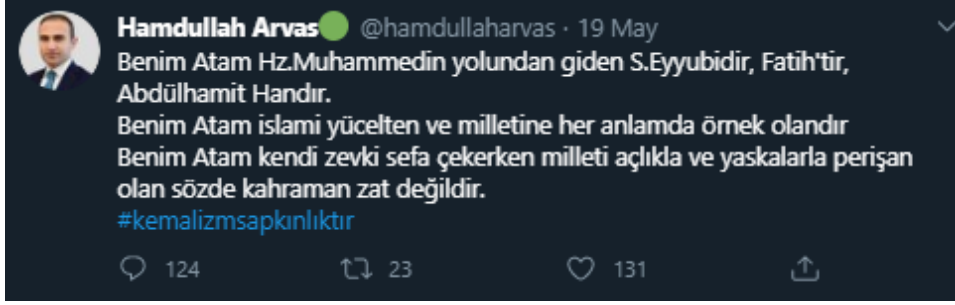 Hamdullah Arvas @hamdullaharvas · 19 May
Benim Atam Hz.Muhammedin yolundan giden S.Eyyubidir, Fatih'tir,
Abdülhamit Handır.
Benim Atam islami yücelten ve milletine her anlamda örnek olandır
Benim Atam kendi zevki sefa çekerken milleti açlıkla ve yaskalarla perişan
olan sözde kahraman zat değildir.
#kemalizmsapkınlıktır
124 23 131